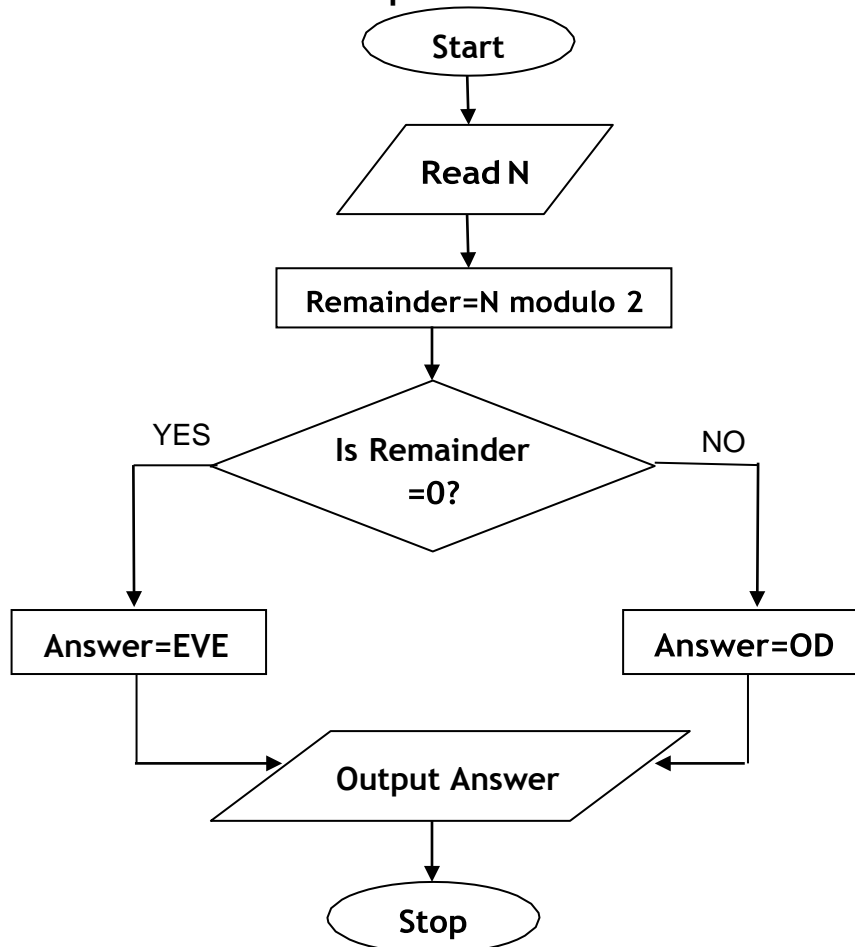 Start
Read N
Remainder=N modulo 2
YES
NO
Is Remainder
=0?
Answer=EVE
Answer=OD
Output Answer
Stop